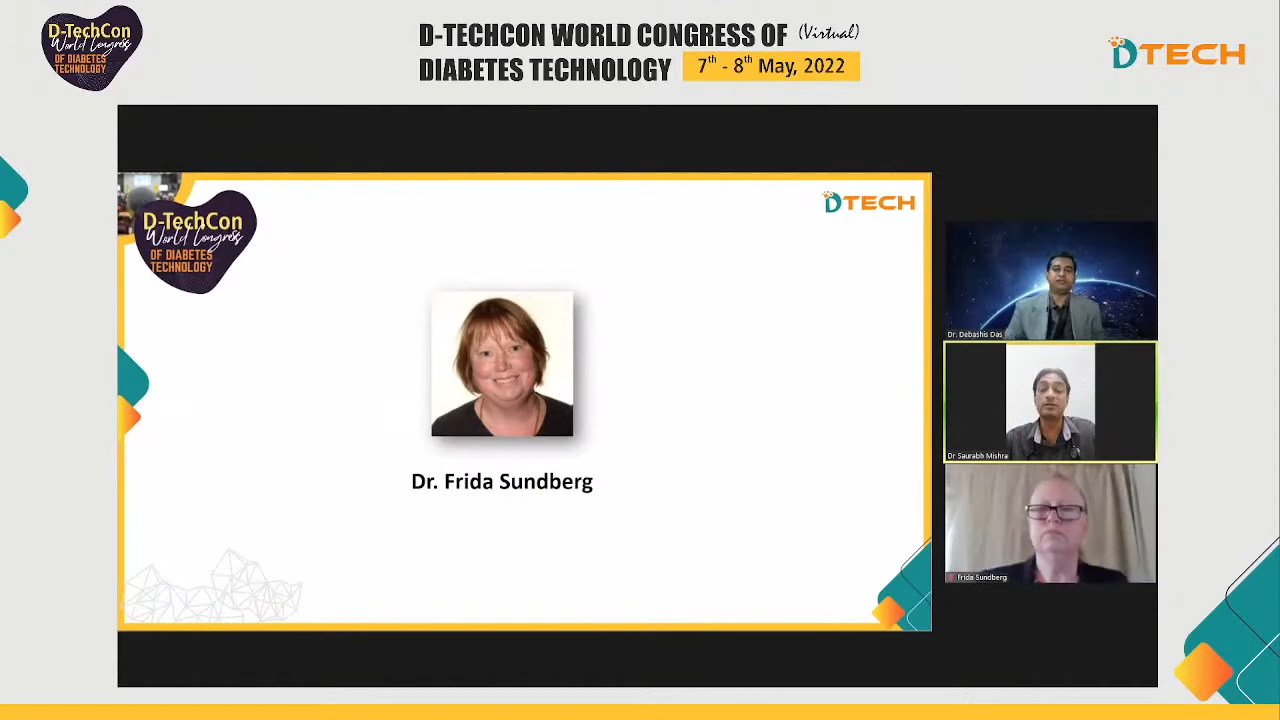 D-TechCon
World Congress
OF DIABETES
TECHNOLOGY
D-TECHCON WORLD CONGRESS OF (Virtual)
DIABETES TECHNOLOGY 7th - 8th May, 2022
DTECH
D-TechCon
World Congress
OF DIABETES
TECHNOLOGY
DTECH
Dr. Frida Sundberg
Dr. Debashis Das
Dr Saurabh Mishra
Frida Sundberg